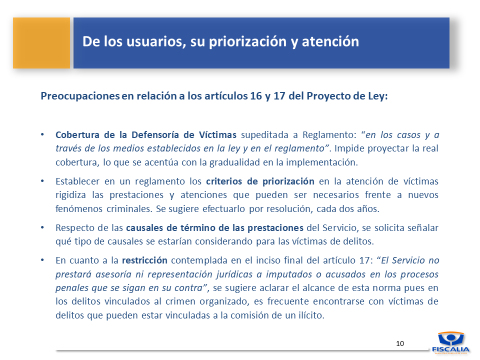 De los usuarios, su priorización y atención
Preocupaciones en relación a los artículos 16 y 17 del Proyecto de Ley:
• Cobertura de la Defensoría de Víctimas supeditada a Reglamento: "en los casos y a
través de los medios establecidos en la ley y en el reglamento". Impide proyectar la real
cobertura, lo que se acentúa con la gradualidad en la implementación.
• Establecer en un reglamento los criterios de priorización en la atención de víctimas
rigidiza las prestaciones y atenciones que pueden ser necesarios frente a nuevos
fenómenos criminales. Se sugiere efectuarlo por resolución, cada dos años.
• Respecto de las causales de término de las prestaciones del Servicio, se solicita señalar
qué tipo de causales se estarían considerando para las víctimas de delitos.
• En cuanto a la restricción contemplada en el inciso final del artículo 17: "El Servicio no
prestará asesoría ni representación jurídicas a imputados o acusados en los procesos
penales que se sigan en su contra", se sugiere aclarar el alcance de esta norma pues en
los delitos vinculados al crimen organizado, es frecuente encontrarse con víctimas de
delitos que pueden estar vinculadas a la comisión de un ilícito.
10
FISCALIA